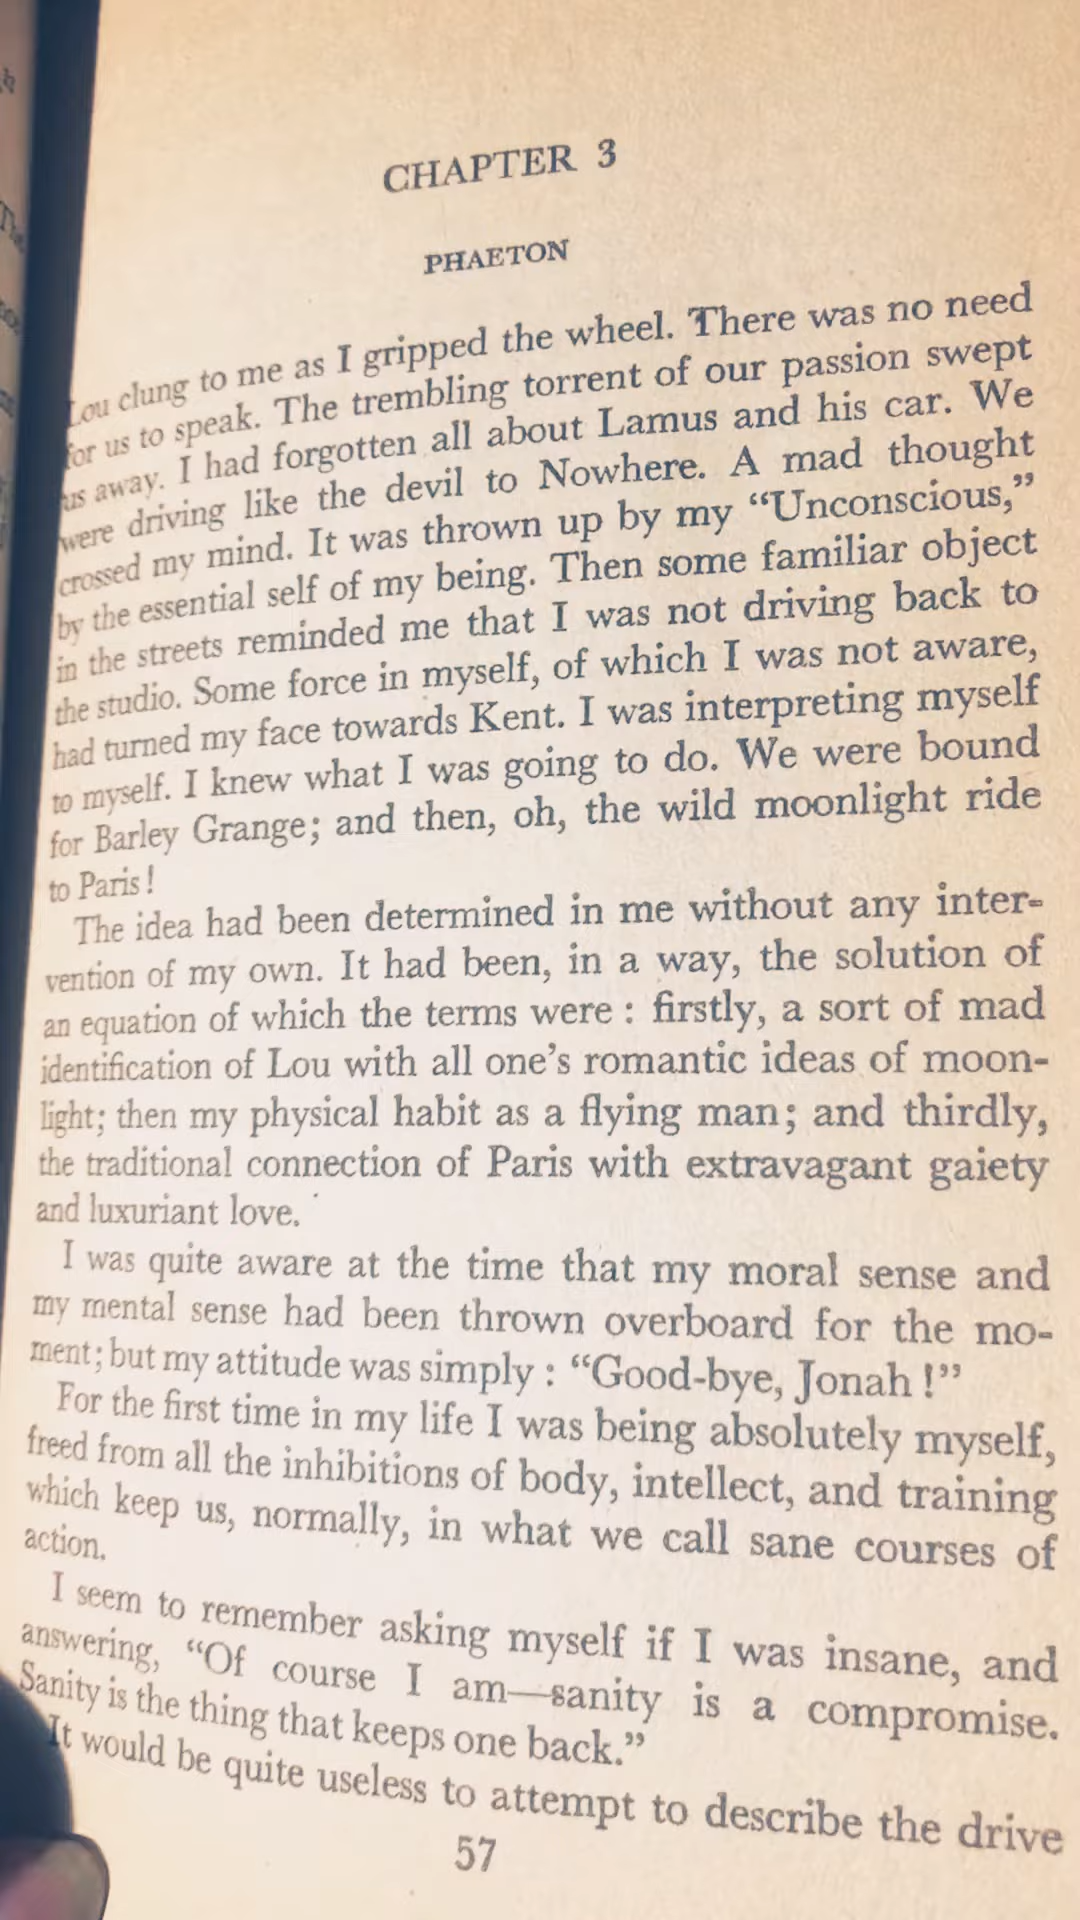 CHAPTER 3
PHAETON
Lou clung to me as I gripped the wheel. There was no need
for us to speak. The trembling torrent of our passion swept
us away. I had forgotten all about Lamus and his car. We
were driving like the devil to Nowhere. A mad thought
crossed my mind. It was thrown up by my “Unconscious,”
by the essential self of my being. Then some familiar object
in the streets reminded me that I was not driving back to
the studio. Some force in myself, of which I was not aware,
had turned my face towards Kent. I was interpreting myself
to myself. I knew what I was going to do. We were bound
for Barley Grange; and then, oh, the wild moonlight ride
to Paris!
The idea had been determined in me without any inter-
vention of my own. It had been, in a way, the solution of
an equation of which the terms were : firstly, a sort of mad
identification of Lou with all one’s romantic ideas of moon-
light; then my physical habit as a flying man; and thirdly,
the traditional connection of Paris with extravagant gaiety
and luxuriant love.
I was quite aware at the time that my moral sense and
my mental sense had been thrown overboard for the mo-
ment; but my attitude was simply : “Good-bye, Jonah !”
For the first time in my life I was being absolutely myself,
freed from all the inhibitions of body, intellect, and training
which keep us, normally, in what we call sane courses of
action.
I seem to remember asking myself if I was insane, and
answering, “Of course I am—sanity is a compromise.
Sanity is the thing that keeps one back.”
It would be quite useless to attempt to describe the drive
57